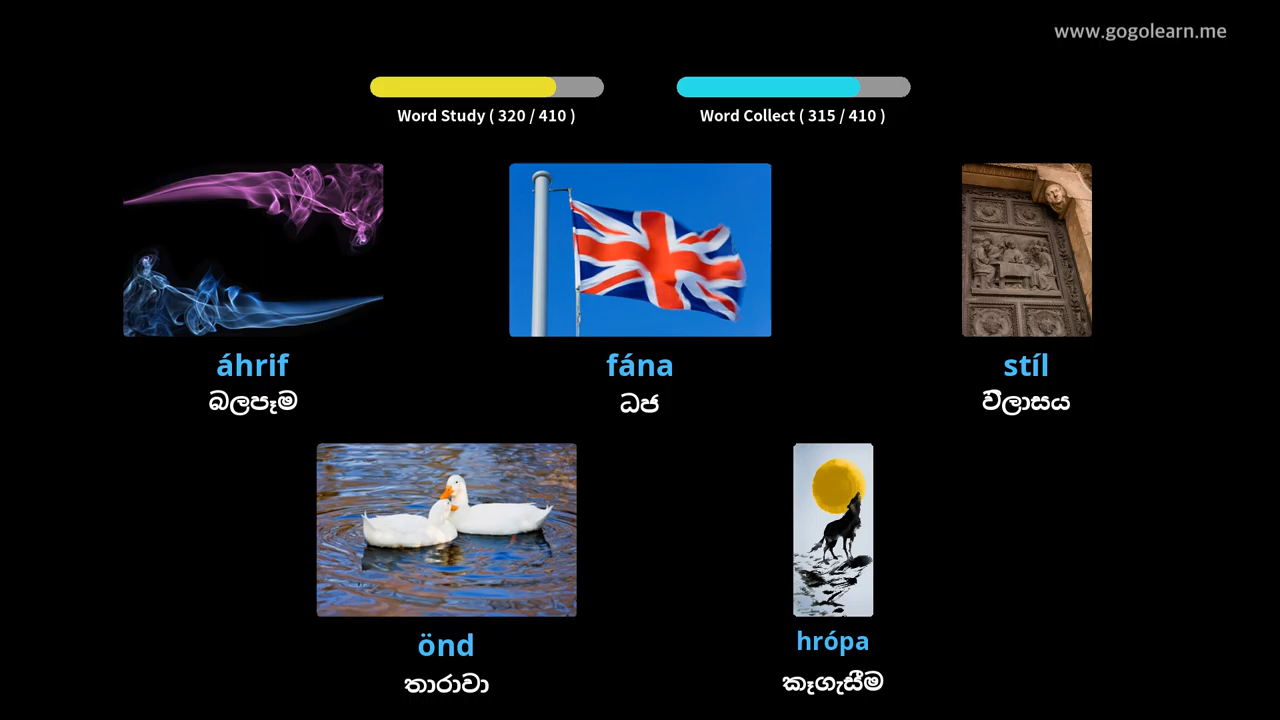 www.gogolearn.me
Word Study ( 320 / 410 )
Word Collect ( 315 / 410 )
áhrif
බලපෑම
fána
ධජ
stíl
විලාසය
önd
තාරාවා
hrópa
කෑගැසීම